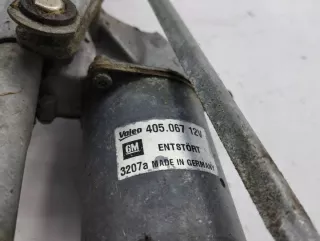 Valeo 405.067 12V
GM ENTSTÖRT
3207a MADE IN GERMANY